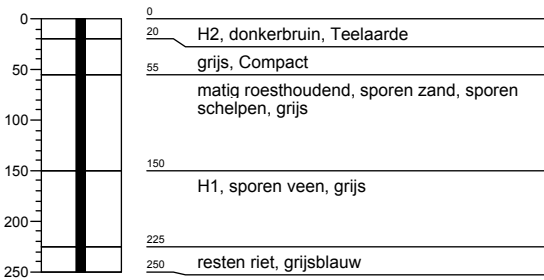 0
0
20
H2, donkerbruin, Teelaarde
50
55
grijs, Compact
matig roesthoudend, sporen zand, sporen
schelpen, grijs
100
150
150
H1, sporen veen, grijs
200
225
resten riet, grijsblauw
250
250